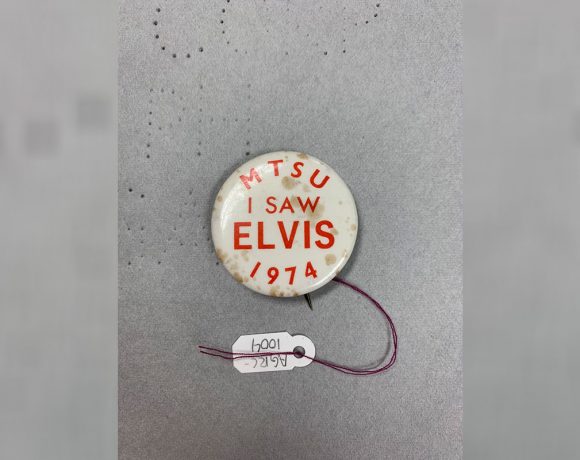 MTSU
I SAW
ELVIS
1974
AGRC-
1004